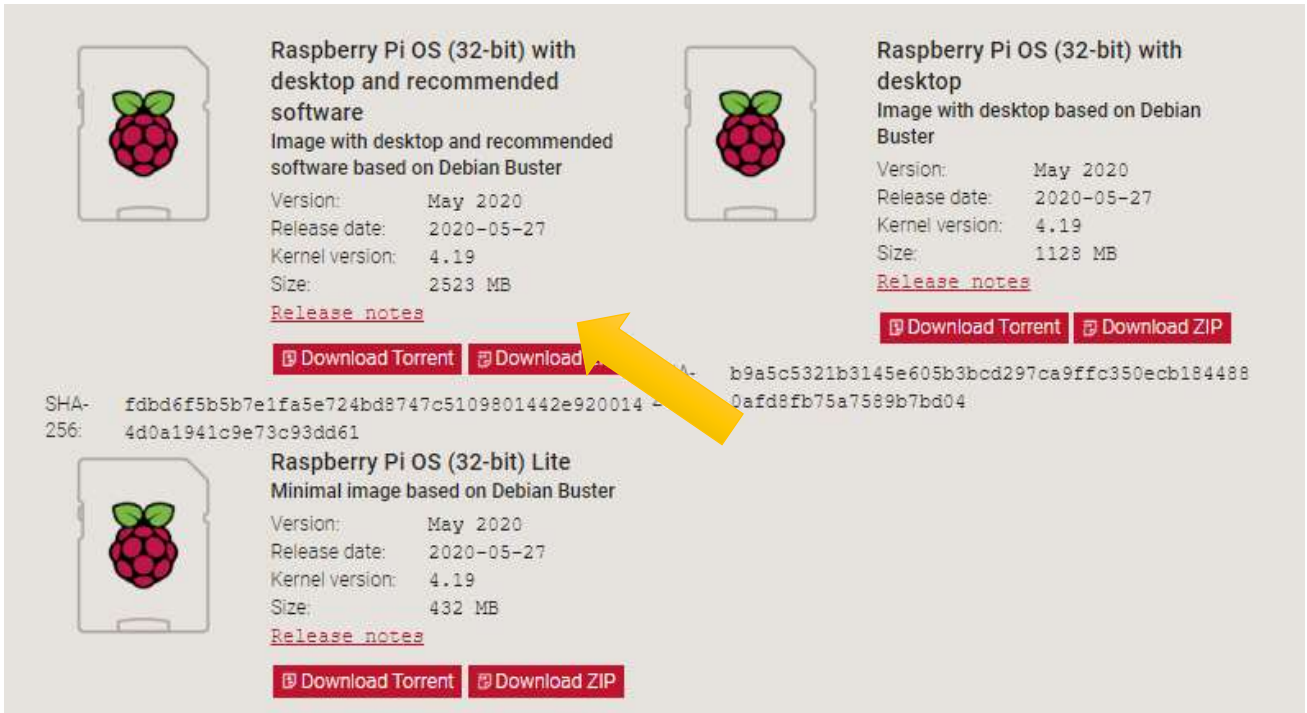 Raspberry Pi OS (32-bit) with
desktop and recommended
software
Image with desktop and recommended
software based on Debian Buster
Version: May 2020
Release date: 2020-05-27
Kernel version: 4.19
Size: 2523 MB
Release notes
Download Torrent Download
SHA- fdbd6f5b5b7e1fa5e724bd8747c5109801442e920014
256: 4d0a1941c9e73c93dd61
Raspberry Pi OS (32-bit) with
desktop
Image with desktop based on Debian
Buster
Version: May 2020
Release date: 2020-05-27
Kernel version: 4.19
Size: 1128 MB
Release notes
Download Torrent Download ZIP
b9a5c5321b3145e605b3bcd297ca9ffc350ecb184488
0afd8fb75a7589b7bd04
Raspberry Pi OS (32-bit) Lite
Minimal image based on Debian Buster
Version: May 2020
Release date: 2020-05-27
Kernel version: 4.19
Size: 432 MB
Release notes
Download Torrent Download ZIP